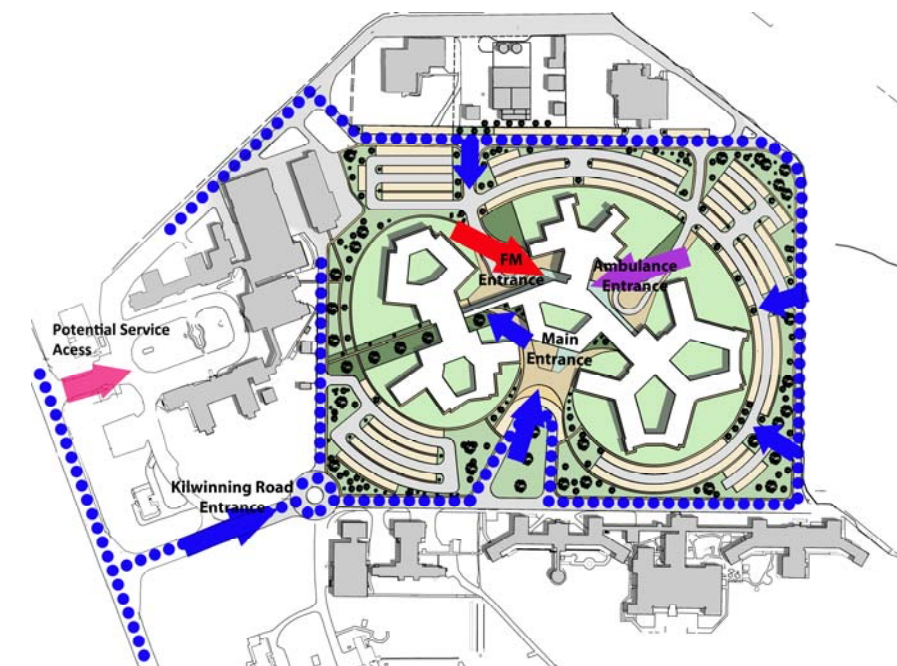 FM
Entrance
Ambulance
Entrance
Potential Service
Acess
Main
Entrance
Kilwinning Road
Entrance